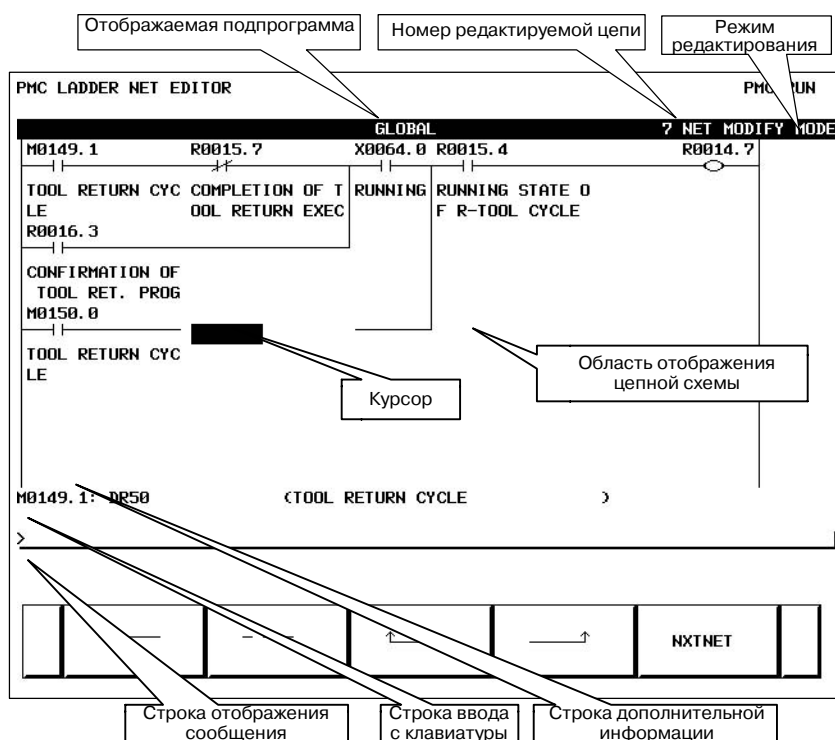 Отображаемая подпрограмма
Номер редактируемой цепи
Режим
редактирования
PMC LADDER NET EDITOR
PMC RUN
GLOBAL
7 NET MODIFY MODE
M0149.1
R0015.7
X0064.0
R0015.4
R0014.7
TOOL RETURN CYC
COMPLETION OF T
RUNNING
RUNNING STATE O
LE
OOL RETURN EXEC
F R-TOOL CYCLE
R0016.3
CONFIRMATION OF
TOOL RET. PROG
M0150.0
TOOL RETURN CYC
LE
Область отображения
цепной схемы
Курсор
M0149.1: DR50 (TOOL RETURN CYCLE )
>
NXTNET
Строка отображения
сообщения
Строка ввода
с клавиатуры
Строка дополнительной
информации